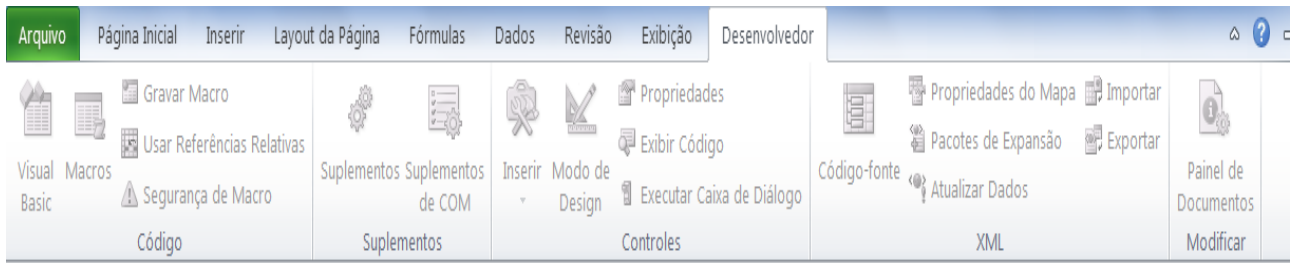 Arquivo Página Inicial Inserir Layout da Página Fórmulas Dados Revisão Exibição Desenvolvedor
Visual Basic
Macros
Gravar Macro
Usar Referências Relativas
Segurança de Macro
Código
Suplementos
Suplementos de COM
Suplementos
Inserir
Modo de Design
Propriedades
Exibir Código
Executar Caixa de Diálogo
Controles
Código-fonte
Propriedades do Mapa
Pacotes de Expansão
Atualizar Dados
Importar
Exportar
XML
Painel de Documentos
Modificar